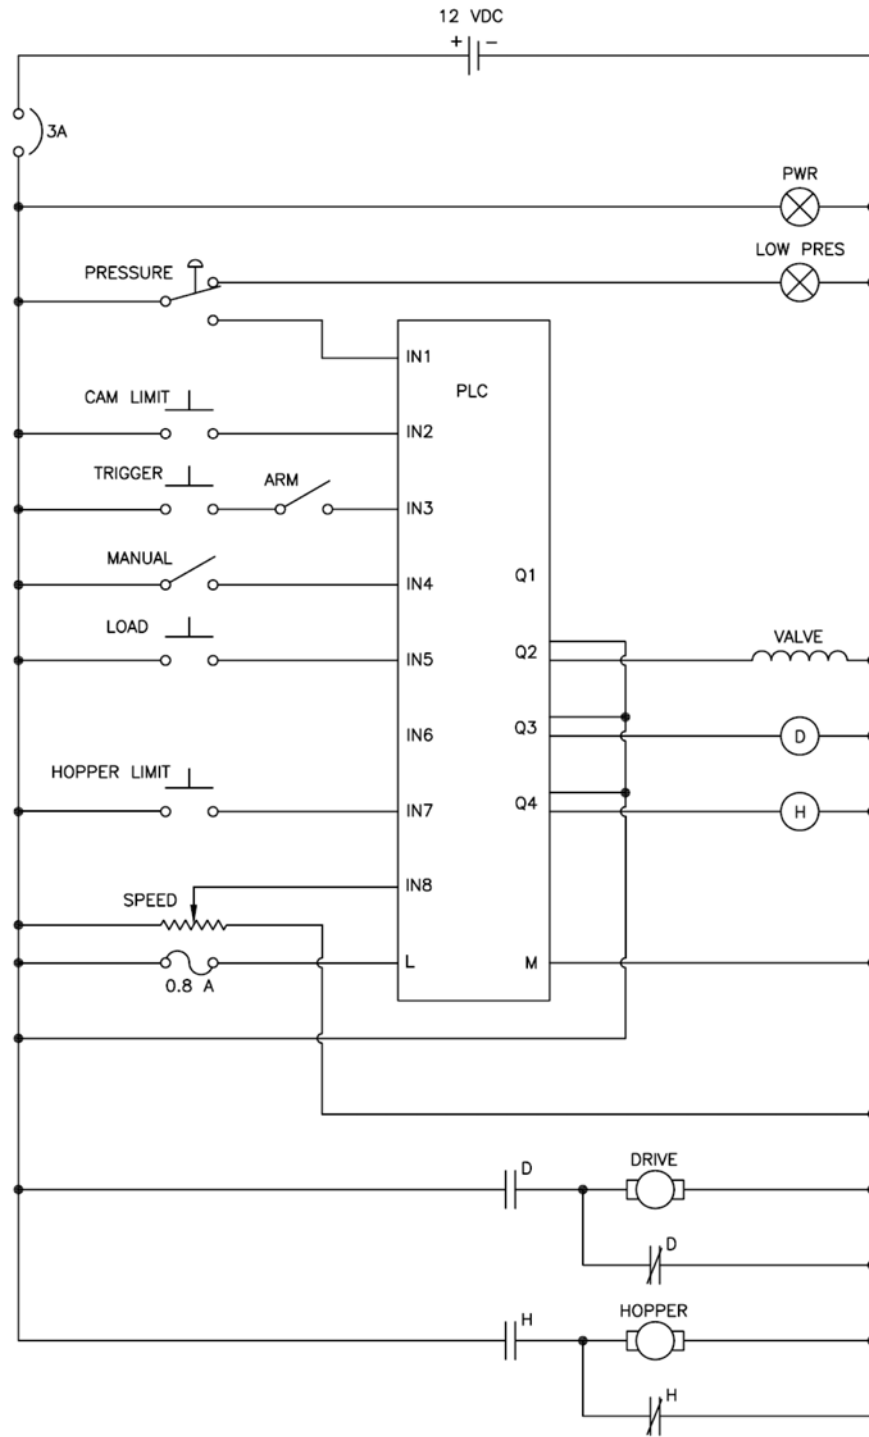 12 VDC
+ −
3A
PWR
LOW PRES
PRESSURE
IN1
PLC
CAM LIMIT
IN2
TRIGGER
ARM
IN3
MANUAL
IN4
Q1
LOAD
VALVE
IN5
Q2
IN6
Q3
D
HOPPER LIMIT
IN7
Q4
H
IN8
SPEED
L
M
0.8 A
D
DRIVE
D
H
HOPPER
H